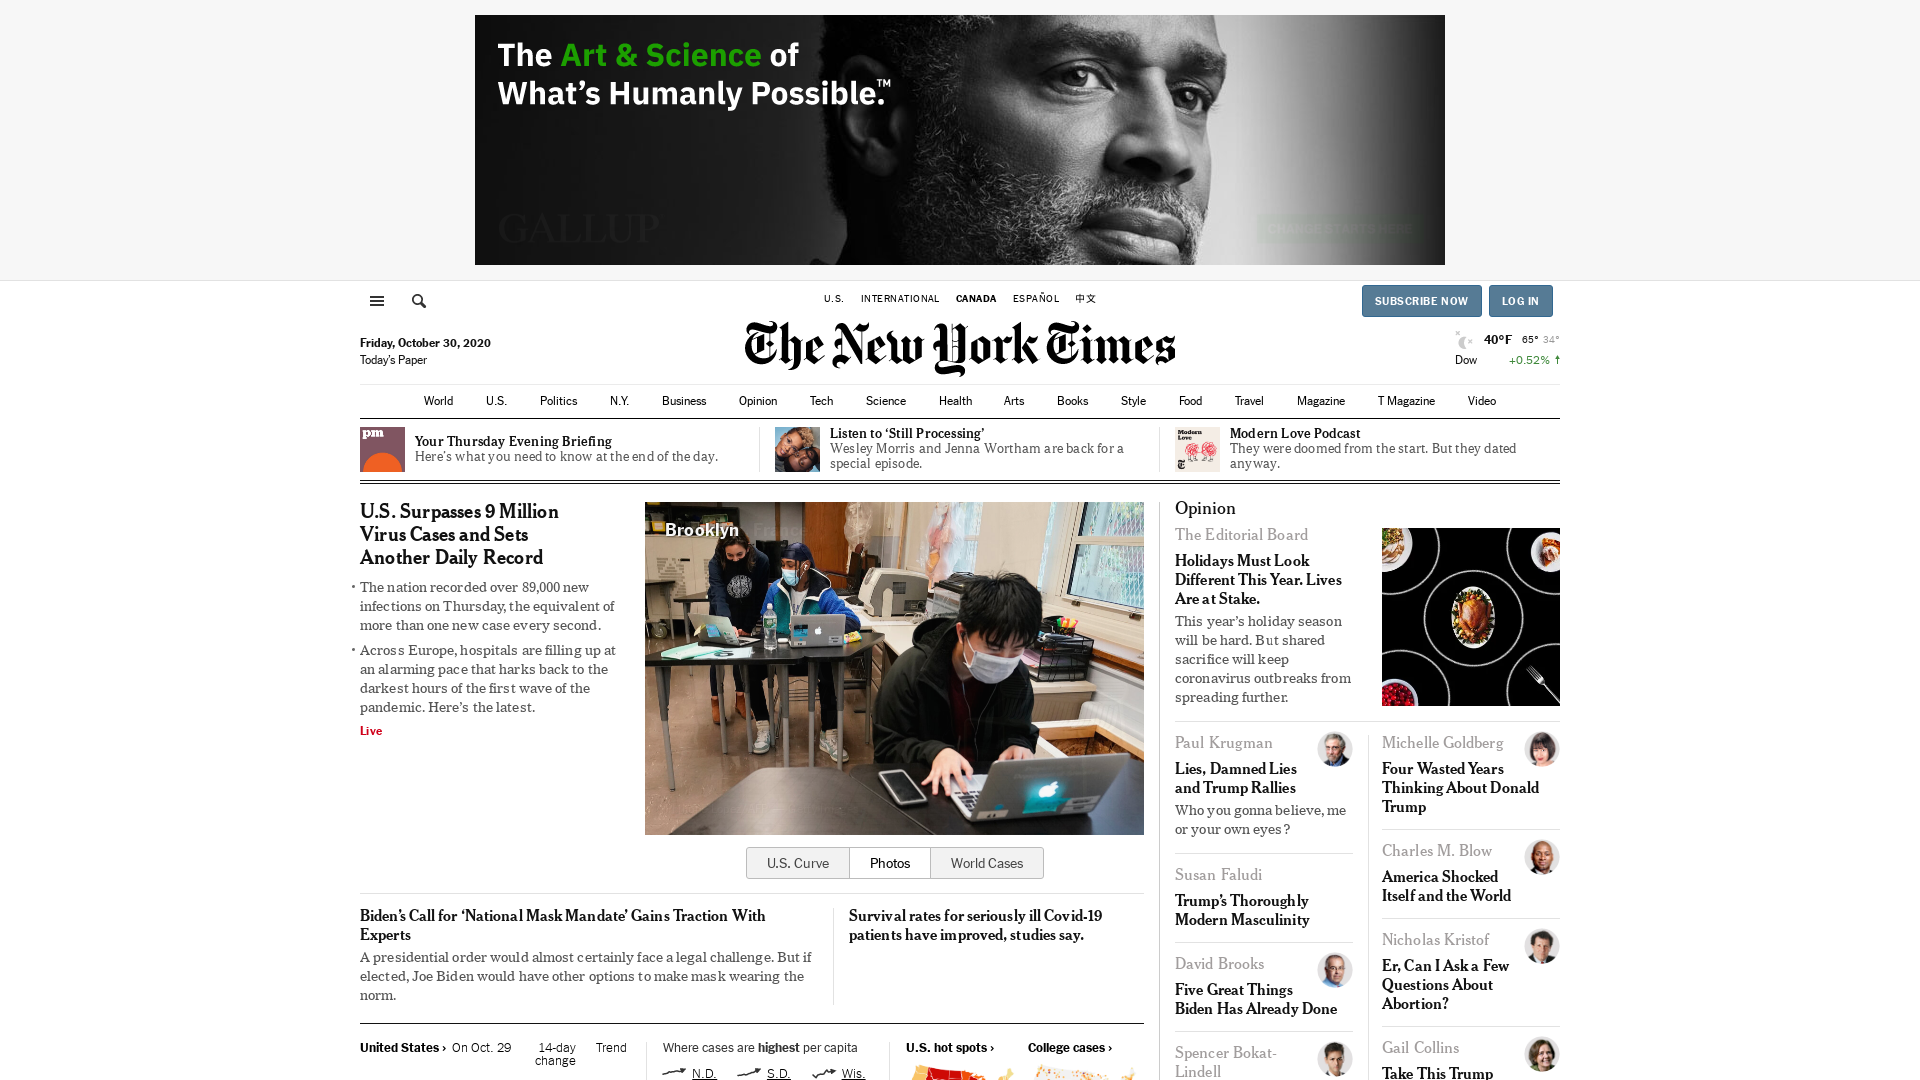 The Art & Science of
What's Humanly Possible.™
GALLUP
U.S.
INTERNATIONAL
CANADA
ESPAÑOL
中文
SUBSCRIBE NOW
LOG IN
Friday, October 30, 2020
Today's Paper
The New York Times
40°F 65° 34°
Dow +0.52% ↑
World
U.S.
Politics
N.Y.
Business
Opinion
Tech
Science
Health
Arts
Books
Style
Food
Travel
Magazine
T Magazine
Video
pm
Your Thursday Evening Briefing
Here's what you need to know at the end of the day.
Listen to ‘Still Processing’
Wesley Morris and Jenna Wortham are back for a
special episode.
Modern
Love
Modern Love Podcast
They were doomed from the start. But they dated
anyway.
U.S. Surpasses 9 Million
Virus Cases and Sets
Another Daily Record
• The nation recorded over 89,000 new
infections on Thursday, the equivalent of
more than one new case every second.
• Across Europe, hospitals are filling up at
an alarming pace that harks back to the
darkest hours of the first wave of the
pandemic. Here's the latest.
Live
Brooklyn
U.S. Curve
Photos
World Cases
Biden's Call for ‘National Mask Mandate’ Gains Traction With
Experts
A presidential order would almost certainly face a legal challenge. But if
elected, Joe Biden would have other options to make mask wearing the
norm.
Survival rates for seriously ill Covid-19
patients have improved, studies say.
United States › On Oct. 29
14-day
change
Trend
Where cases are highest per capita
N.D.
S.D.
Wis.
U.S. hot spots ›
College cases ›
Opinion
The Editorial Board
Holidays Must Look
Different This Year. Lives
Are at Stake.
This year's holiday season
will be hard. But shared
sacrifice will keep
coronavirus outbreaks from
spreading further.
Paul Krugman
Lies, Damned Lies
and Trump Rallies
Who you gonna believe, me
or your own eyes?
Susan Faludi
Trump's Thoroughly
Modern Masculinity
David Brooks
Five Great Things
Biden Has Already Done
Spencer Bokat-
Lindell
Michelle Goldberg
Four Wasted Years
Thinking About Donald
Trump
Charles M. Blow
America Shocked
Itself and the World
Nicholas Kristof
Er, Can I Ask a Few
Questions About
Abortion?
Gail Collins
Take This Trump